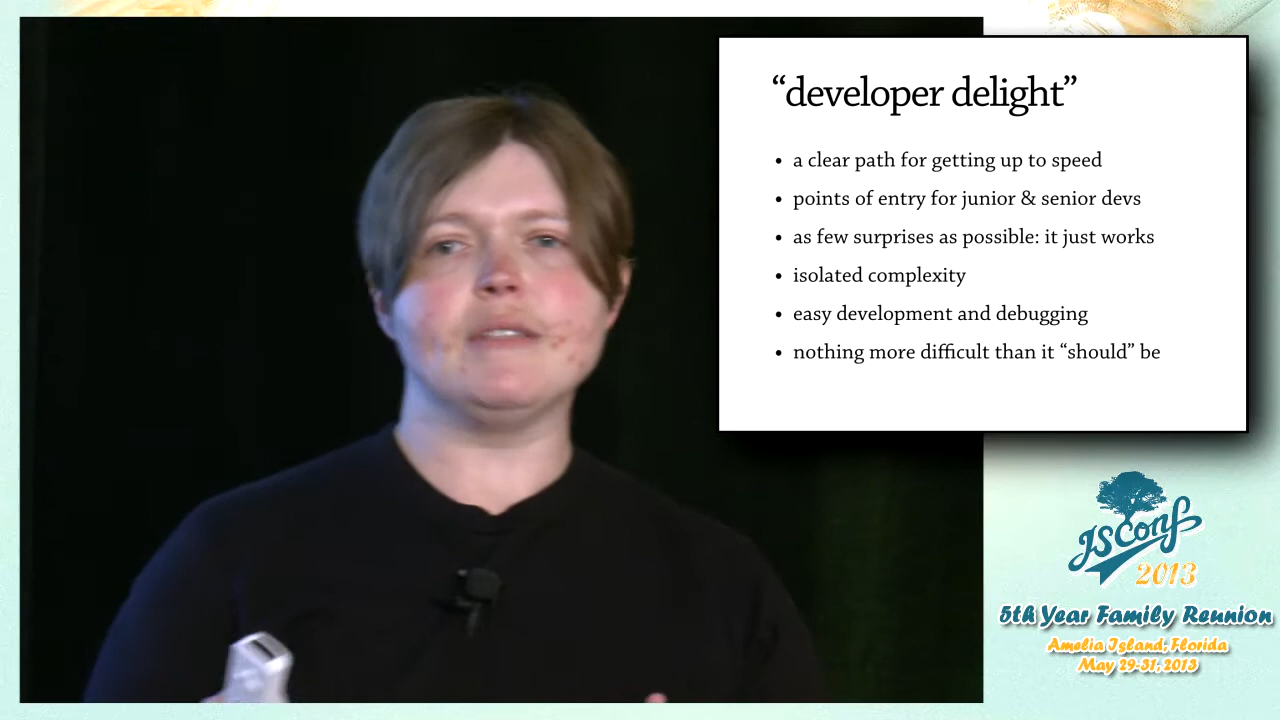 “developer delight”
• a clear path for getting up to speed
• points of entry for junior & senior devs
• as few surprises as possible: it just works
• isolated complexity
• easy development and debugging
• nothing more difficult than it “should” be
JSConf
2013
5th Year Family Reunion
Amelia Island, Florida
May 29-31, 2013